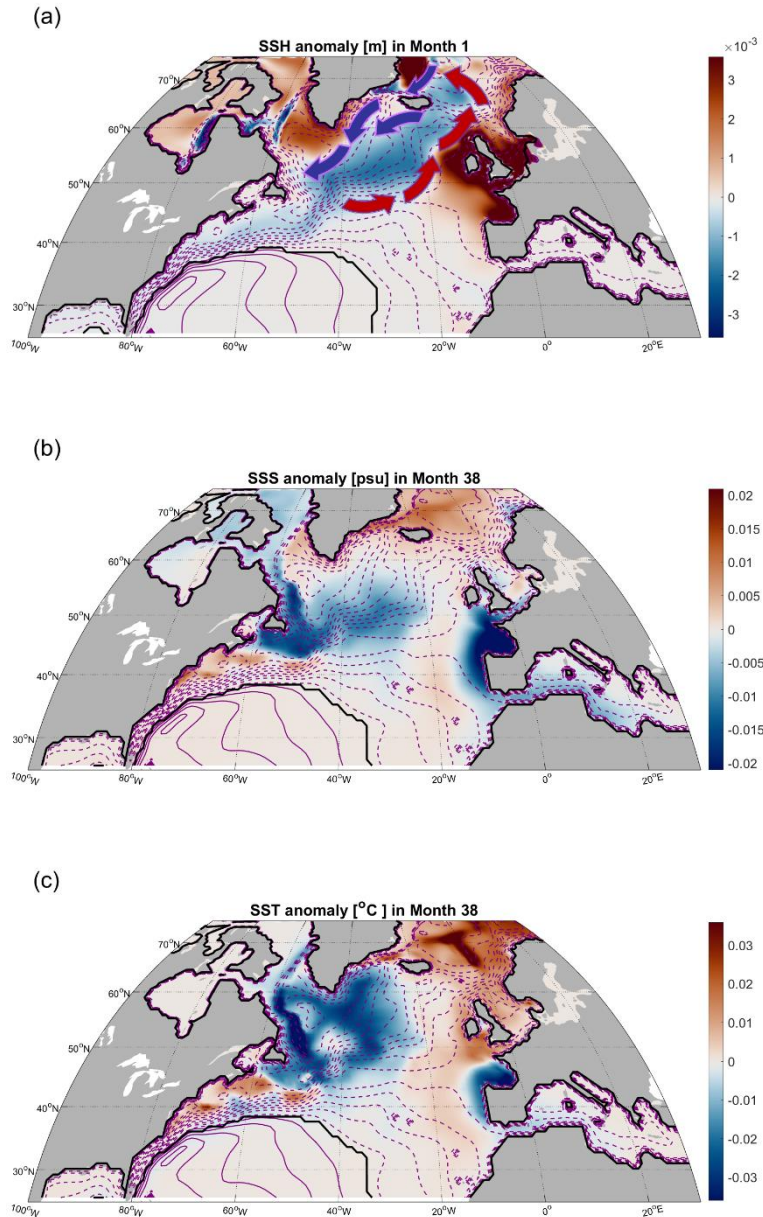 (a)
SSH anomaly [m] in Month 1
×10⁻³
70°N
60°N
50°N
40°N
30°N
100°W
80°W
60°W
40°W
20°W
0°
20°E
3
2
1
0
-1
-2
-3
(b)
SSS anomaly [psu] in Month 38
70°N
60°N
50°N
40°N
30°N
100°W
80°W
60°W
40°W
20°W
0°
20°E
0.02
0.015
0.01
0.005
0
-0.005
-0.01
-0.015
-0.02
(c)
SST anomaly [°C ] in Month 38
70°N
60°N
50°N
40°N
30°N
100°W
80°W
60°W
40°W
20°W
0°
20°E
0.03
0.02
0.01
0
-0.01
-0.02
-0.03